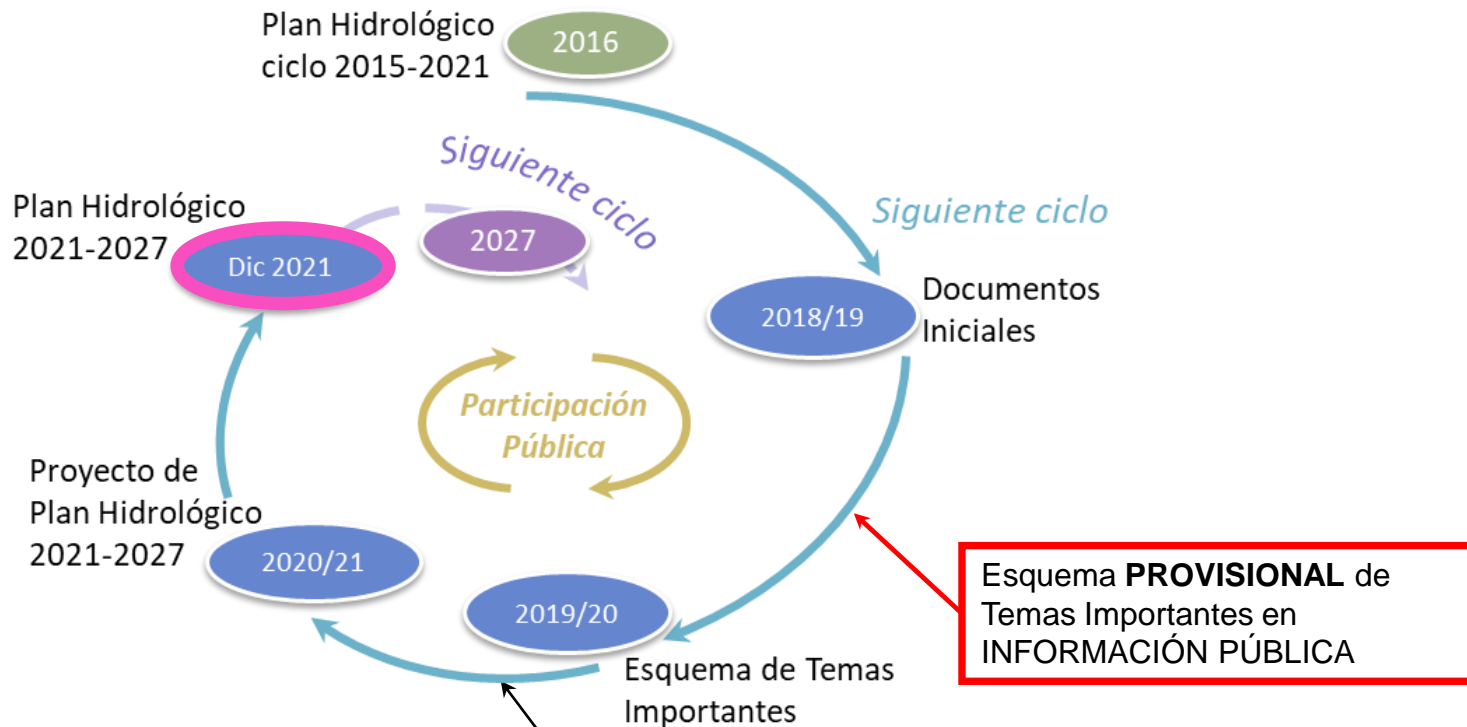 Plan Hidrológico
ciclo 2015-2021
2016
Siguiente ciclo
Siguiente ciclo
Plan Hidrológico
2021-2027
Dic 2021
2027
2018/19
Documentos
Iniciales
Participación
Pública
Proyecto de
Plan Hidrológico
2021-2027
2020/21
2019/20
Esquema de Temas
Importantes
Esquema PROVISIONAL de
Temas Importantes en
INFORMACIÓN PÚBLICA